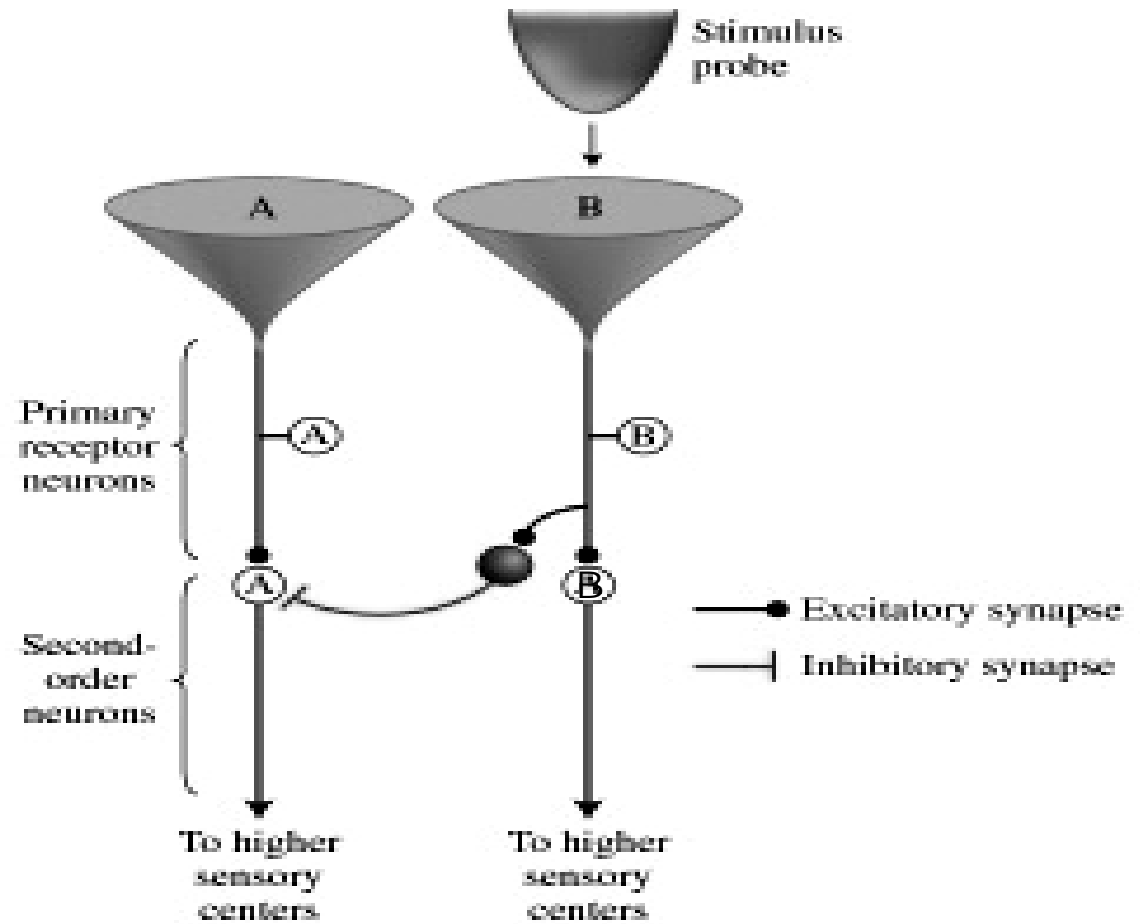 Stimulus
probe
A
B
Primary
receptor
neurons
A
B
A
B
Excitatory synapse
Inhibitory synapse
Second-
order
neurons
To higher
sensory
centers
To higher
sensory
centers